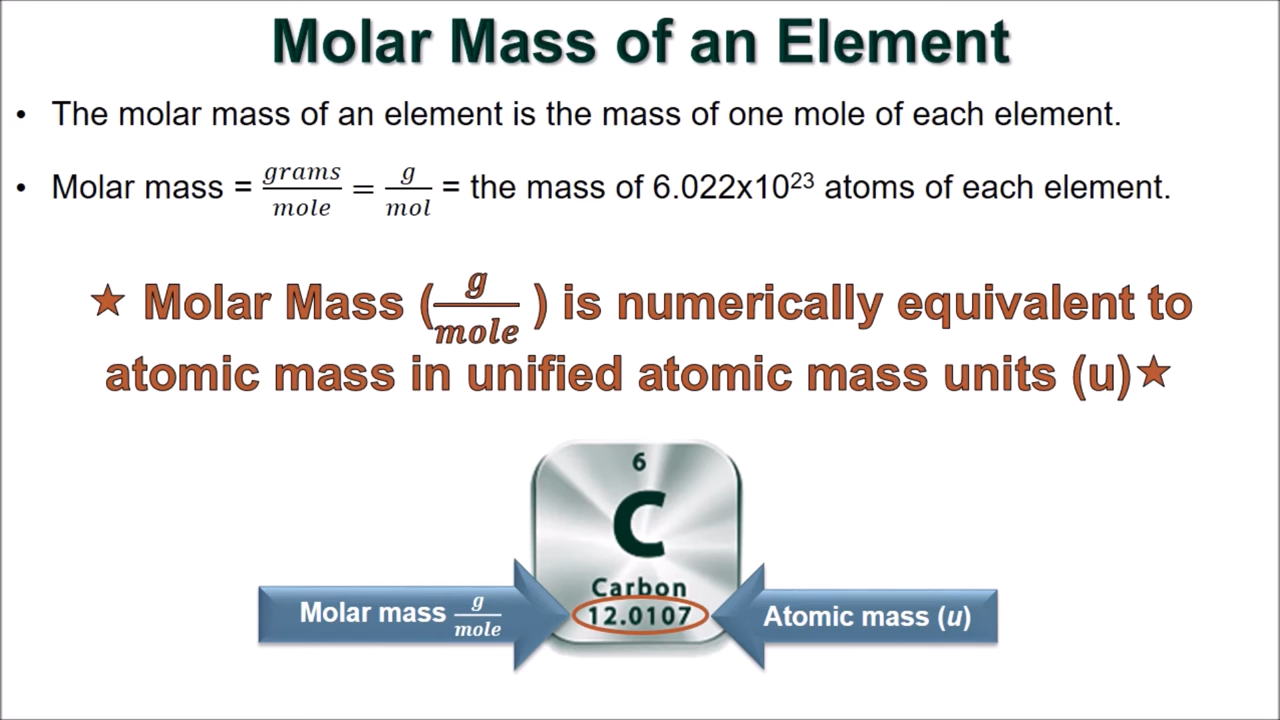 Molar Mass of an Element
• The molar mass of an element is the mass of one mole of each element.
• Molar mass = grams/mole = g/mol = the mass of 6.022x10²³ atoms of each element.
★ Molar Mass (g/mole) is numerically equivalent to
atomic mass in unified atomic mass units (u)★
6
C
Carbon
Molar mass g/mole
12.0107
Atomic mass (u)